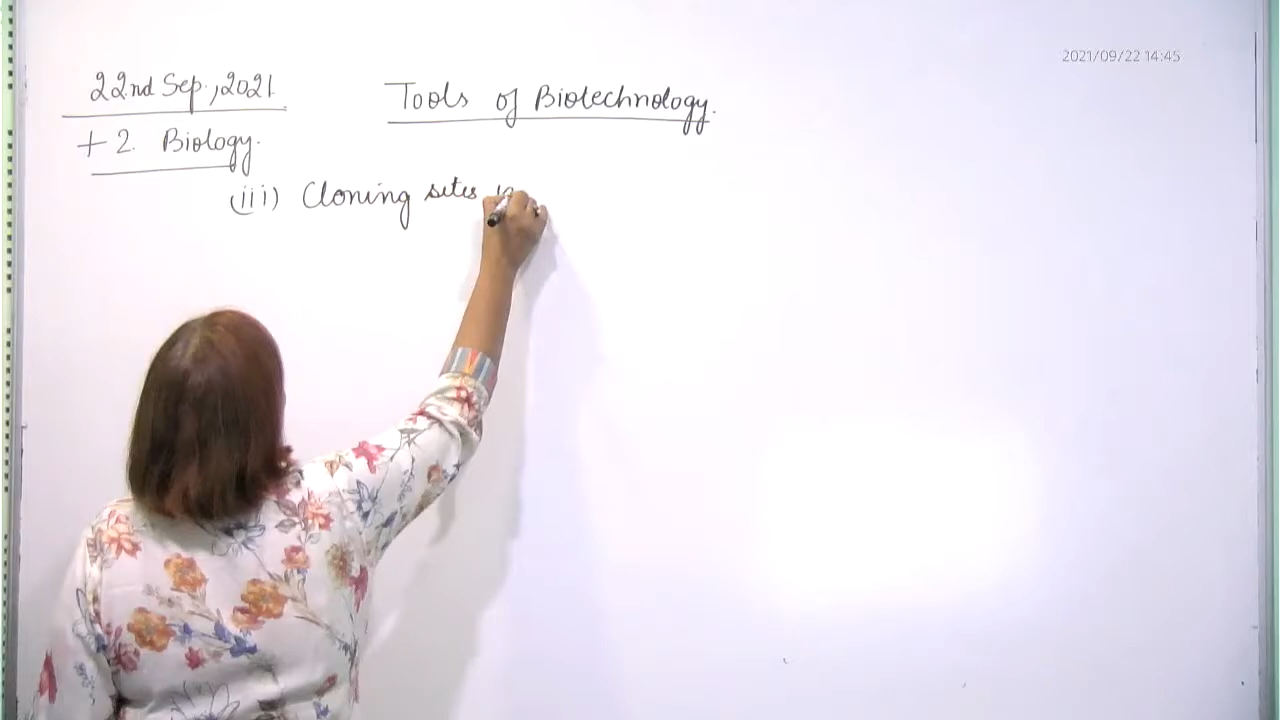 2021/09/22 14:45
22nd Sep., 2021
Tools of Biotechnology.
+2. Biology.
(iii) Cloning sites